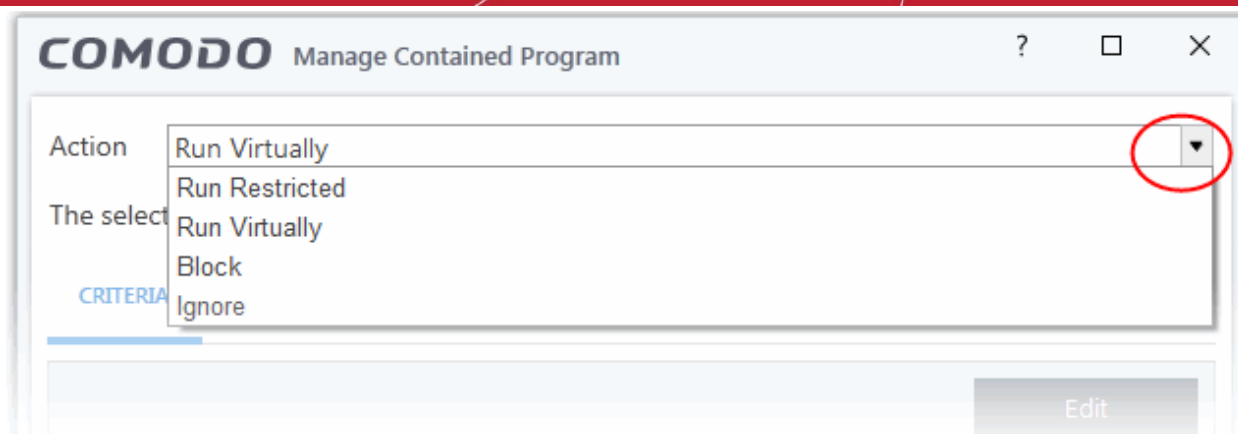 COMODO Manage Contained Program ?
Action Run Virtually
Run Restricted
The select
Run Virtually
Block
CRITERIA
Ignore
Edit